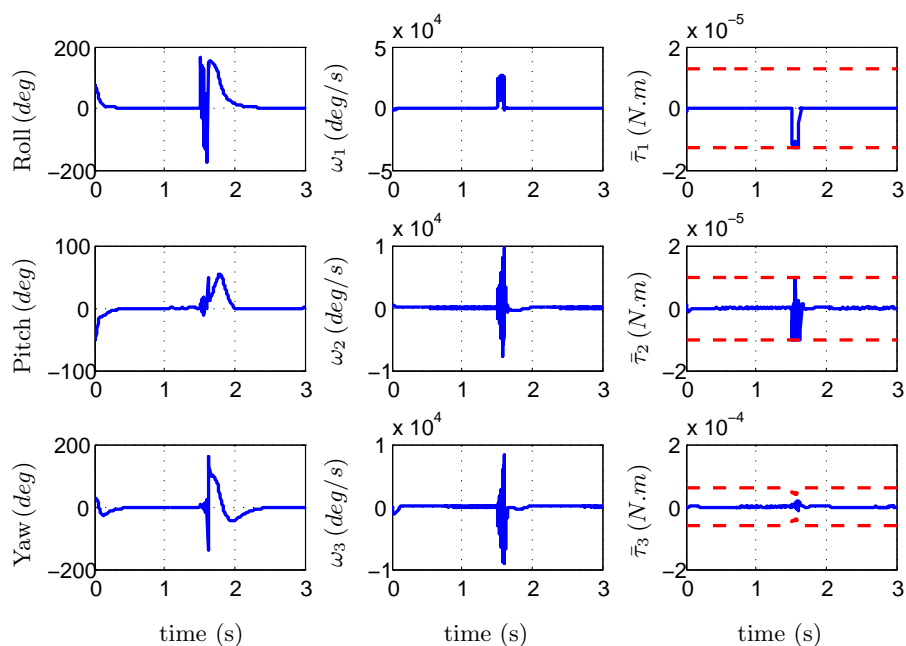 x 10^4
x 10^-5
200
0
−200
0 1 2 3
Roll (deg)
5
0
−5
0 1 2 3
ω₁ (deg/s)
2
0
−2
0 1 2 3
τ̄₁ (N.m)
x 10^4
x 10^-5
100
0
−100
0 1 2 3
Pitch (deg)
1
0
−1
0 1 2 3
ω₂ (deg/s)
2
0
−2
0 1 2 3
τ̄₂ (N.m)
x 10^4
x 10^-4
200
0
−200
0 1 2 3
Yaw (deg)
time (s)
1
0
−1
0 1 2 3
ω₃ (deg/s)
time (s)
2
0
−2
0 1 2 3
τ̄₃ (N.m)
time (s)